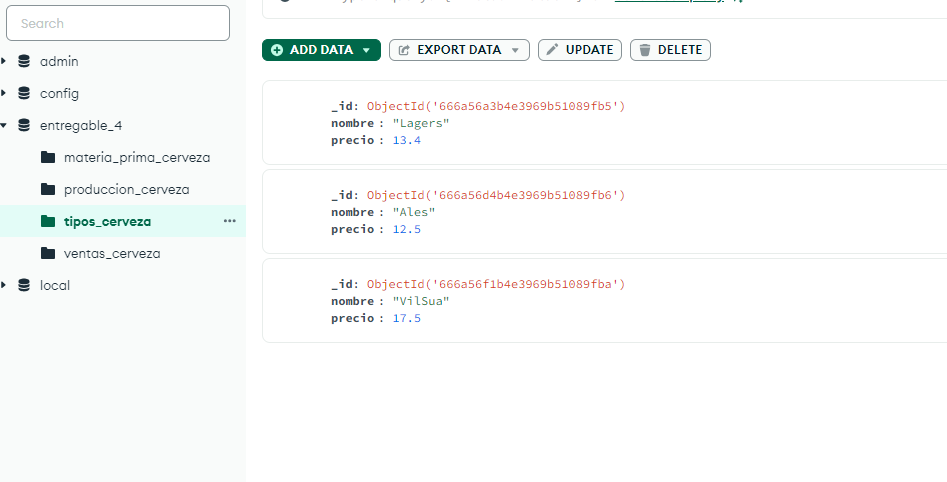 Search
admin
config
entregable_4
materia_prima_cerveza
produccion_cerveza
tipos_cerveza
ventas_cerveza
local
ADD DATA
EXPORT DATA
UPDATE
DELETE
_id: ObjectId('666a56a3b4e3969b51089fb5')
nombre : "Lagers"
precio : 13.4
_id: ObjectId('666a56d4b4e3969b51089fb6')
nombre : "Ales"
precio : 12.5
_id: ObjectId('666a56f1b4e3969b51089fba')
nombre : "VilSua"
precio : 17.5